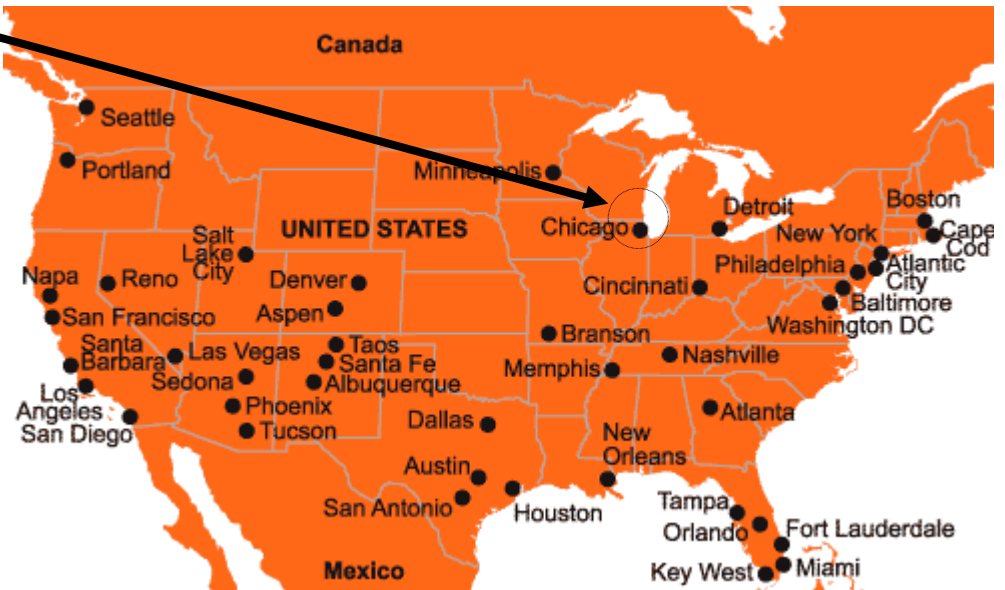 Canada
Seattle
Portland
Minneapolis
UNITED STATES
Chicago
Detroit
Boston
Cape
Cod
New York
Salt
Lake
City
Philadelphia
Atlantic
City
Napa
Reno
Denver
Cincinnati
Baltimore
Aspen
San Francisco
Washington DC
Branson
Santa
Barbara
Las Vegas
Taos
Santa Fe
Nashville
Memphis
Sedona
Albuquerque
Los
Angeles
Phoenix
Atlanta
San Diego
Tucson
Dallas
New
Orleans
Austin
San Antonio
Houston
Tampa
Orlando
Fort Lauderdale
Mexico
Key West
Miami